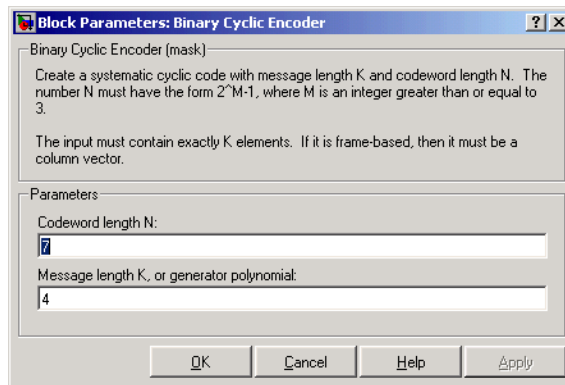 Block Parameters: Binary Cyclic Encoder
Binary Cyclic Encoder (mask)
Create a systematic cyclic code with message length K and codeword length N. The
number N must have the form 2^M-1, where M is an integer greater than or equal to
3.
The input must contain exactly K elements. If it is frame-based, then it must be a
column vector.
Parameters
Codeword length N:
7
Message length K, or generator polynomial:
4
OK Cancel Help Apply